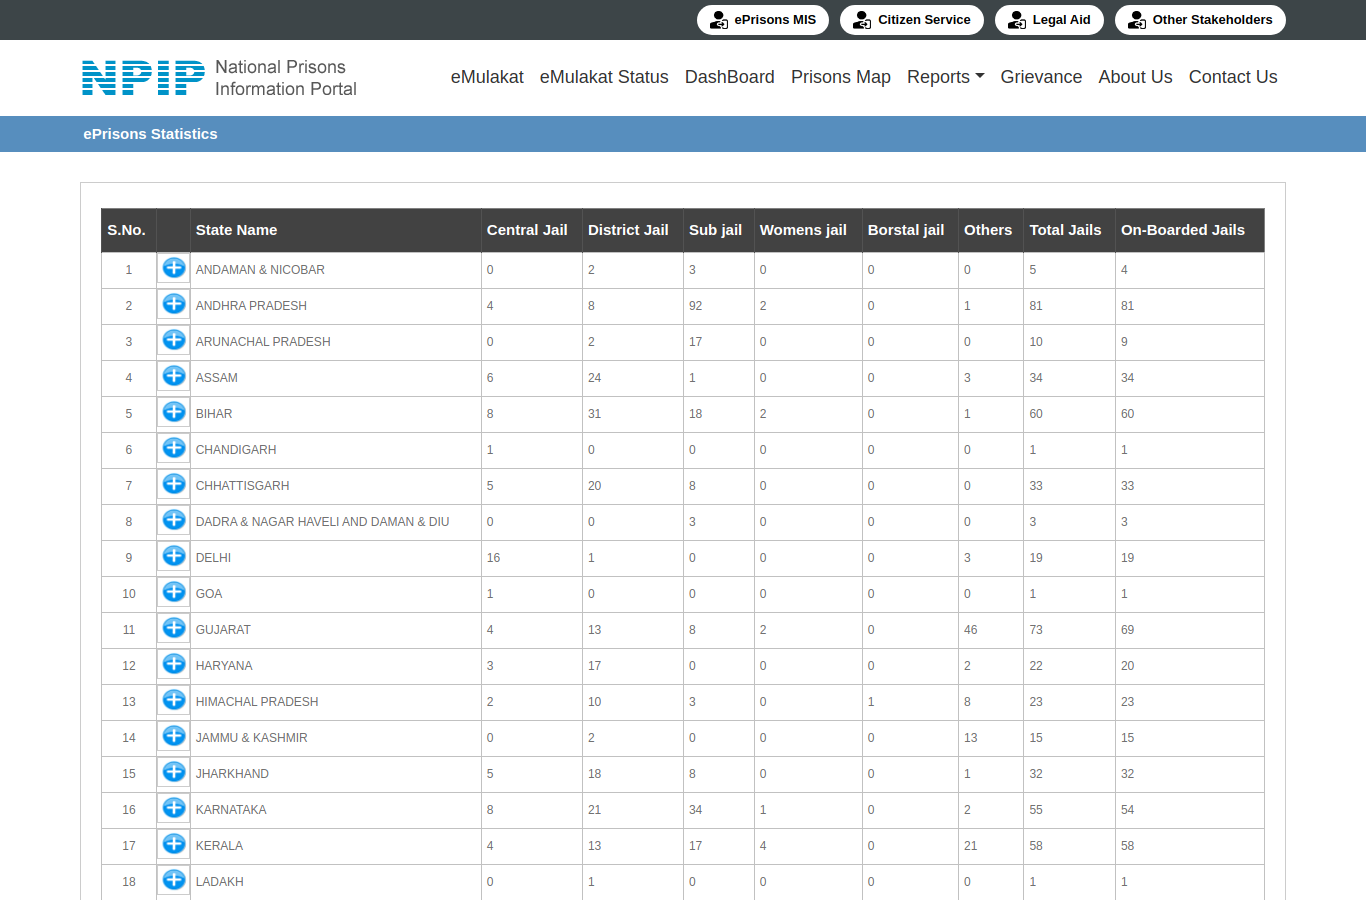 ePrisons MIS Citizen Service Legal Aid Other Stakeholders
NPIP National Prisons Information Portal
eMulakat eMulakat Status DashBoard Prisons Map Reports Grievance About Us Contact Us
ePrisons Statistics
S.No. State Name Central Jail District Jail Sub jail Womens jail Borstal jail Others Total Jails On-Boarded Jails
1 ANDAMAN & NICOBAR 0 2 3 0 0 0 5 4
2 ANDHRA PRADESH 4 8 92 2 0 1 81 81
3 ARUNACHAL PRADESH 0 2 17 0 0 0 10 9
4 ASSAM 6 24 1 0 0 3 34 34
5 BIHAR 8 31 18 2 0 1 60 60
6 CHANDIGARH 1 0 0 0 0 0 1 1
7 CHHATTISGARH 5 20 8 0 0 0 33 33
8 DADRA & NAGAR HAVELI AND DAMAN & DIU 0 0 3 0 0 0 3 3
9 DELHI 16 1 0 0 0 3 19 19
10 GOA 1 0 0 0 0 0 1 1
11 GUJARAT 4 13 8 2 0 46 73 69
12 HARYANA 3 17 0 0 0 2 22 20
13 HIMACHAL PRADESH 2 10 3 0 1 8 23 23
14 JAMMU & KASHMIR 0 2 0 0 0 13 15 15
15 JHARKHAND 5 18 8 0 0 1 32 32
16 KARNATAKA 8 21 34 1 0 2 55 54
17 KERALA 4 13 17 4 0 21 58 58
18 LADAKH 0 1 0 0 0 0 1 1